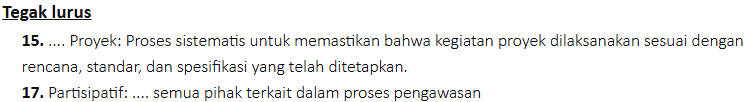 Tegak lurus
15. .... Proyek: Proses sistematis untuk memastikan bahwa kegiatan proyek dilaksanakan sesuai dengan
rencana, standar, dan spesifikasi yang telah ditetapkan.
17. Partisipatif: .... semua pihak terkait dalam proses pengawasan